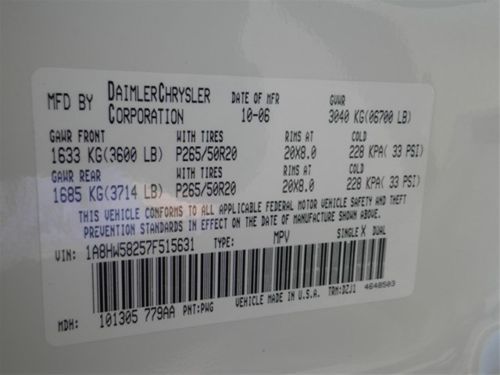 MFD BY DAIMLERCHRYSLER CORPORATION
DATE OF MFR 10-06
GVWR 3040 KG(06700 LB)
GAWR FRONT WITH TIRES RIMS AT COLD
1633 KG(3600 LB) P265/50R20 20X8.0 228 KPA( 33 PSI)
GAWR REAR WITH TIRES RIMS AT COLD
1685 KG(3714 LB) P265/50R20 20X8.0 228 KPA( 33 PSI)
THIS VEHICLE CONFORMS TO ALL APPLICABLE FEDERAL MOTOR VEHICLE SAFETY AND THEFT
PREVENTION STANDARDS IN EFFECT ON THE DATE OF MANUFACTURE SHOWN ABOVE.
VIN: 1A8HW58257F515631 TYPE: MPV SINGLE X DUAL
MDH: 101305 779AA PNT:PWG VEHICLE MADE IN U.S.A. TRM:DZJ1 4648503